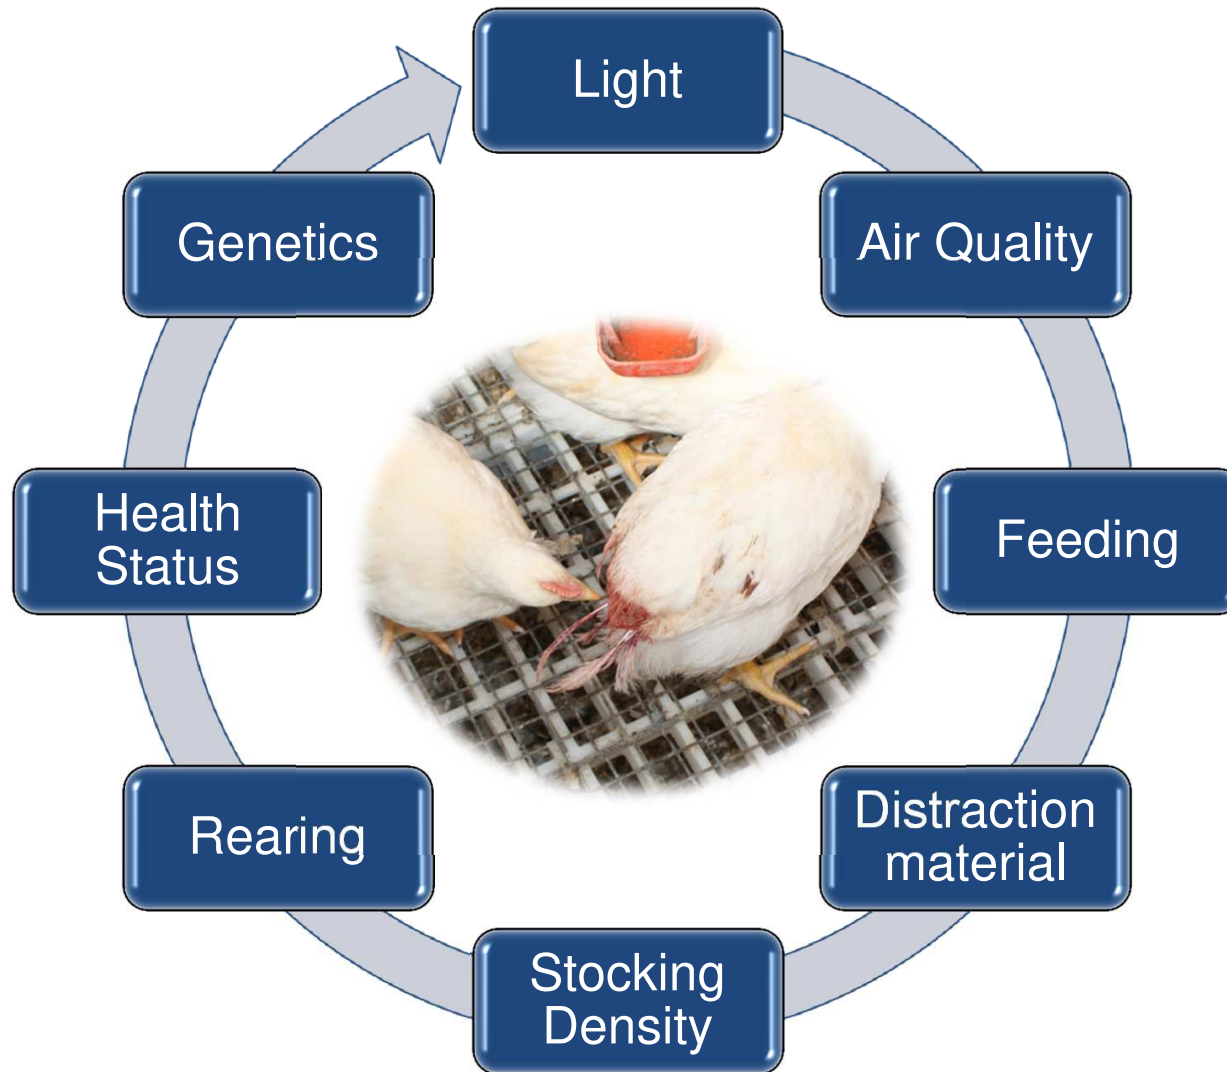 Light
Air Quality
Feeding
Distraction
material
Stocking
Density
Rearing
Health
Status
Genetics